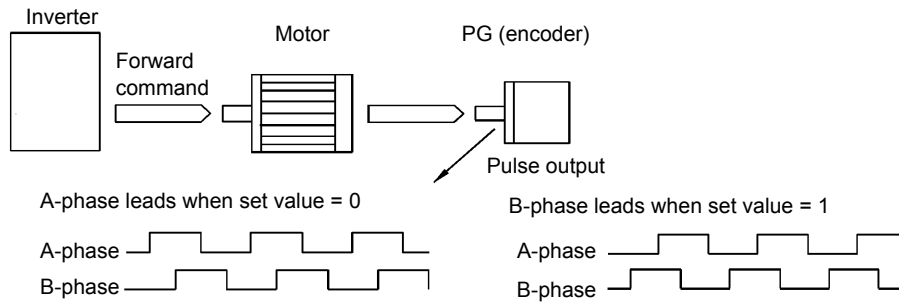 Inverter
Motor
PG (encoder)
Forward
command
Pulse output
A-phase leads when set value = 0
A-phase
B-phase
B-phase leads when set value = 1
A-phase
B-phase